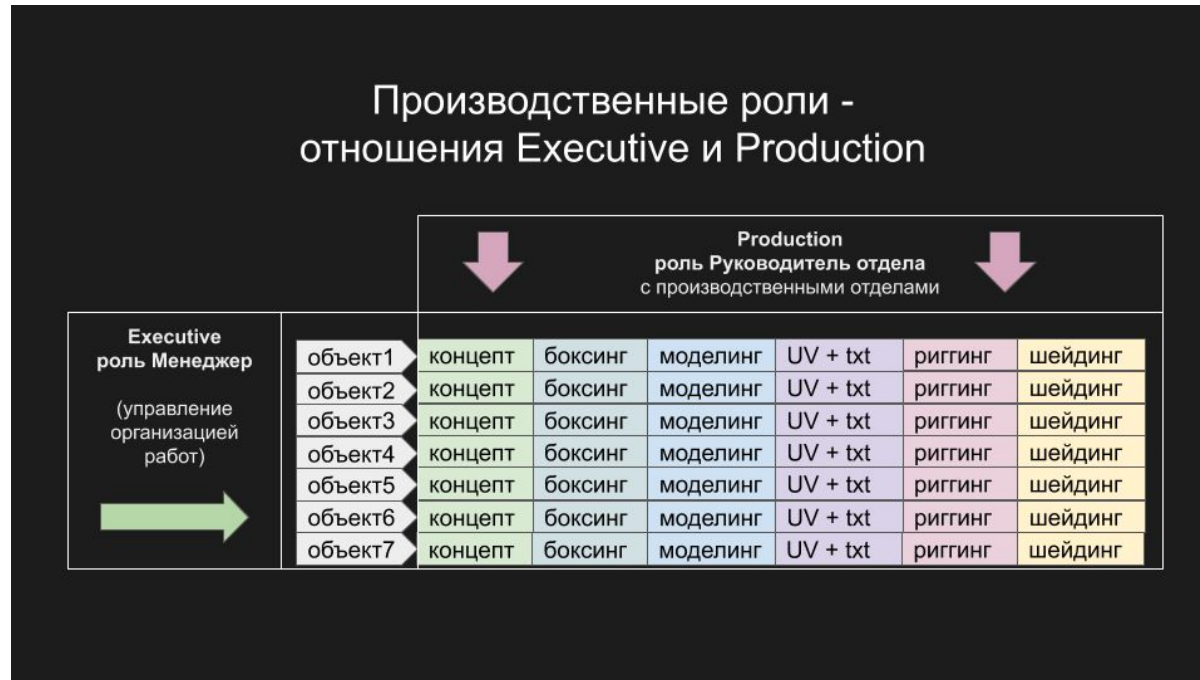 Производственные роли -
отношения Executive и Production
Production
роль Руководитель отдела
с производственными отделами
Executive
роль Менеджер
(управление
организацией
работ)
объект1 концепт боксинг моделинг UV + txt риггинг шейдинг
объект2 концепт боксинг моделинг UV + txt риггинг шейдинг
объект3 концепт боксинг моделинг UV + txt риггинг шейдинг
объект4 концепт боксинг моделинг UV + txt риггинг шейдинг
объект5 концепт боксинг моделинг UV + txt риггинг шейдинг
объект6 концепт боксинг моделинг UV + txt риггинг шейдинг
объект7 концепт боксинг моделинг UV + txt риггинг шейдинг